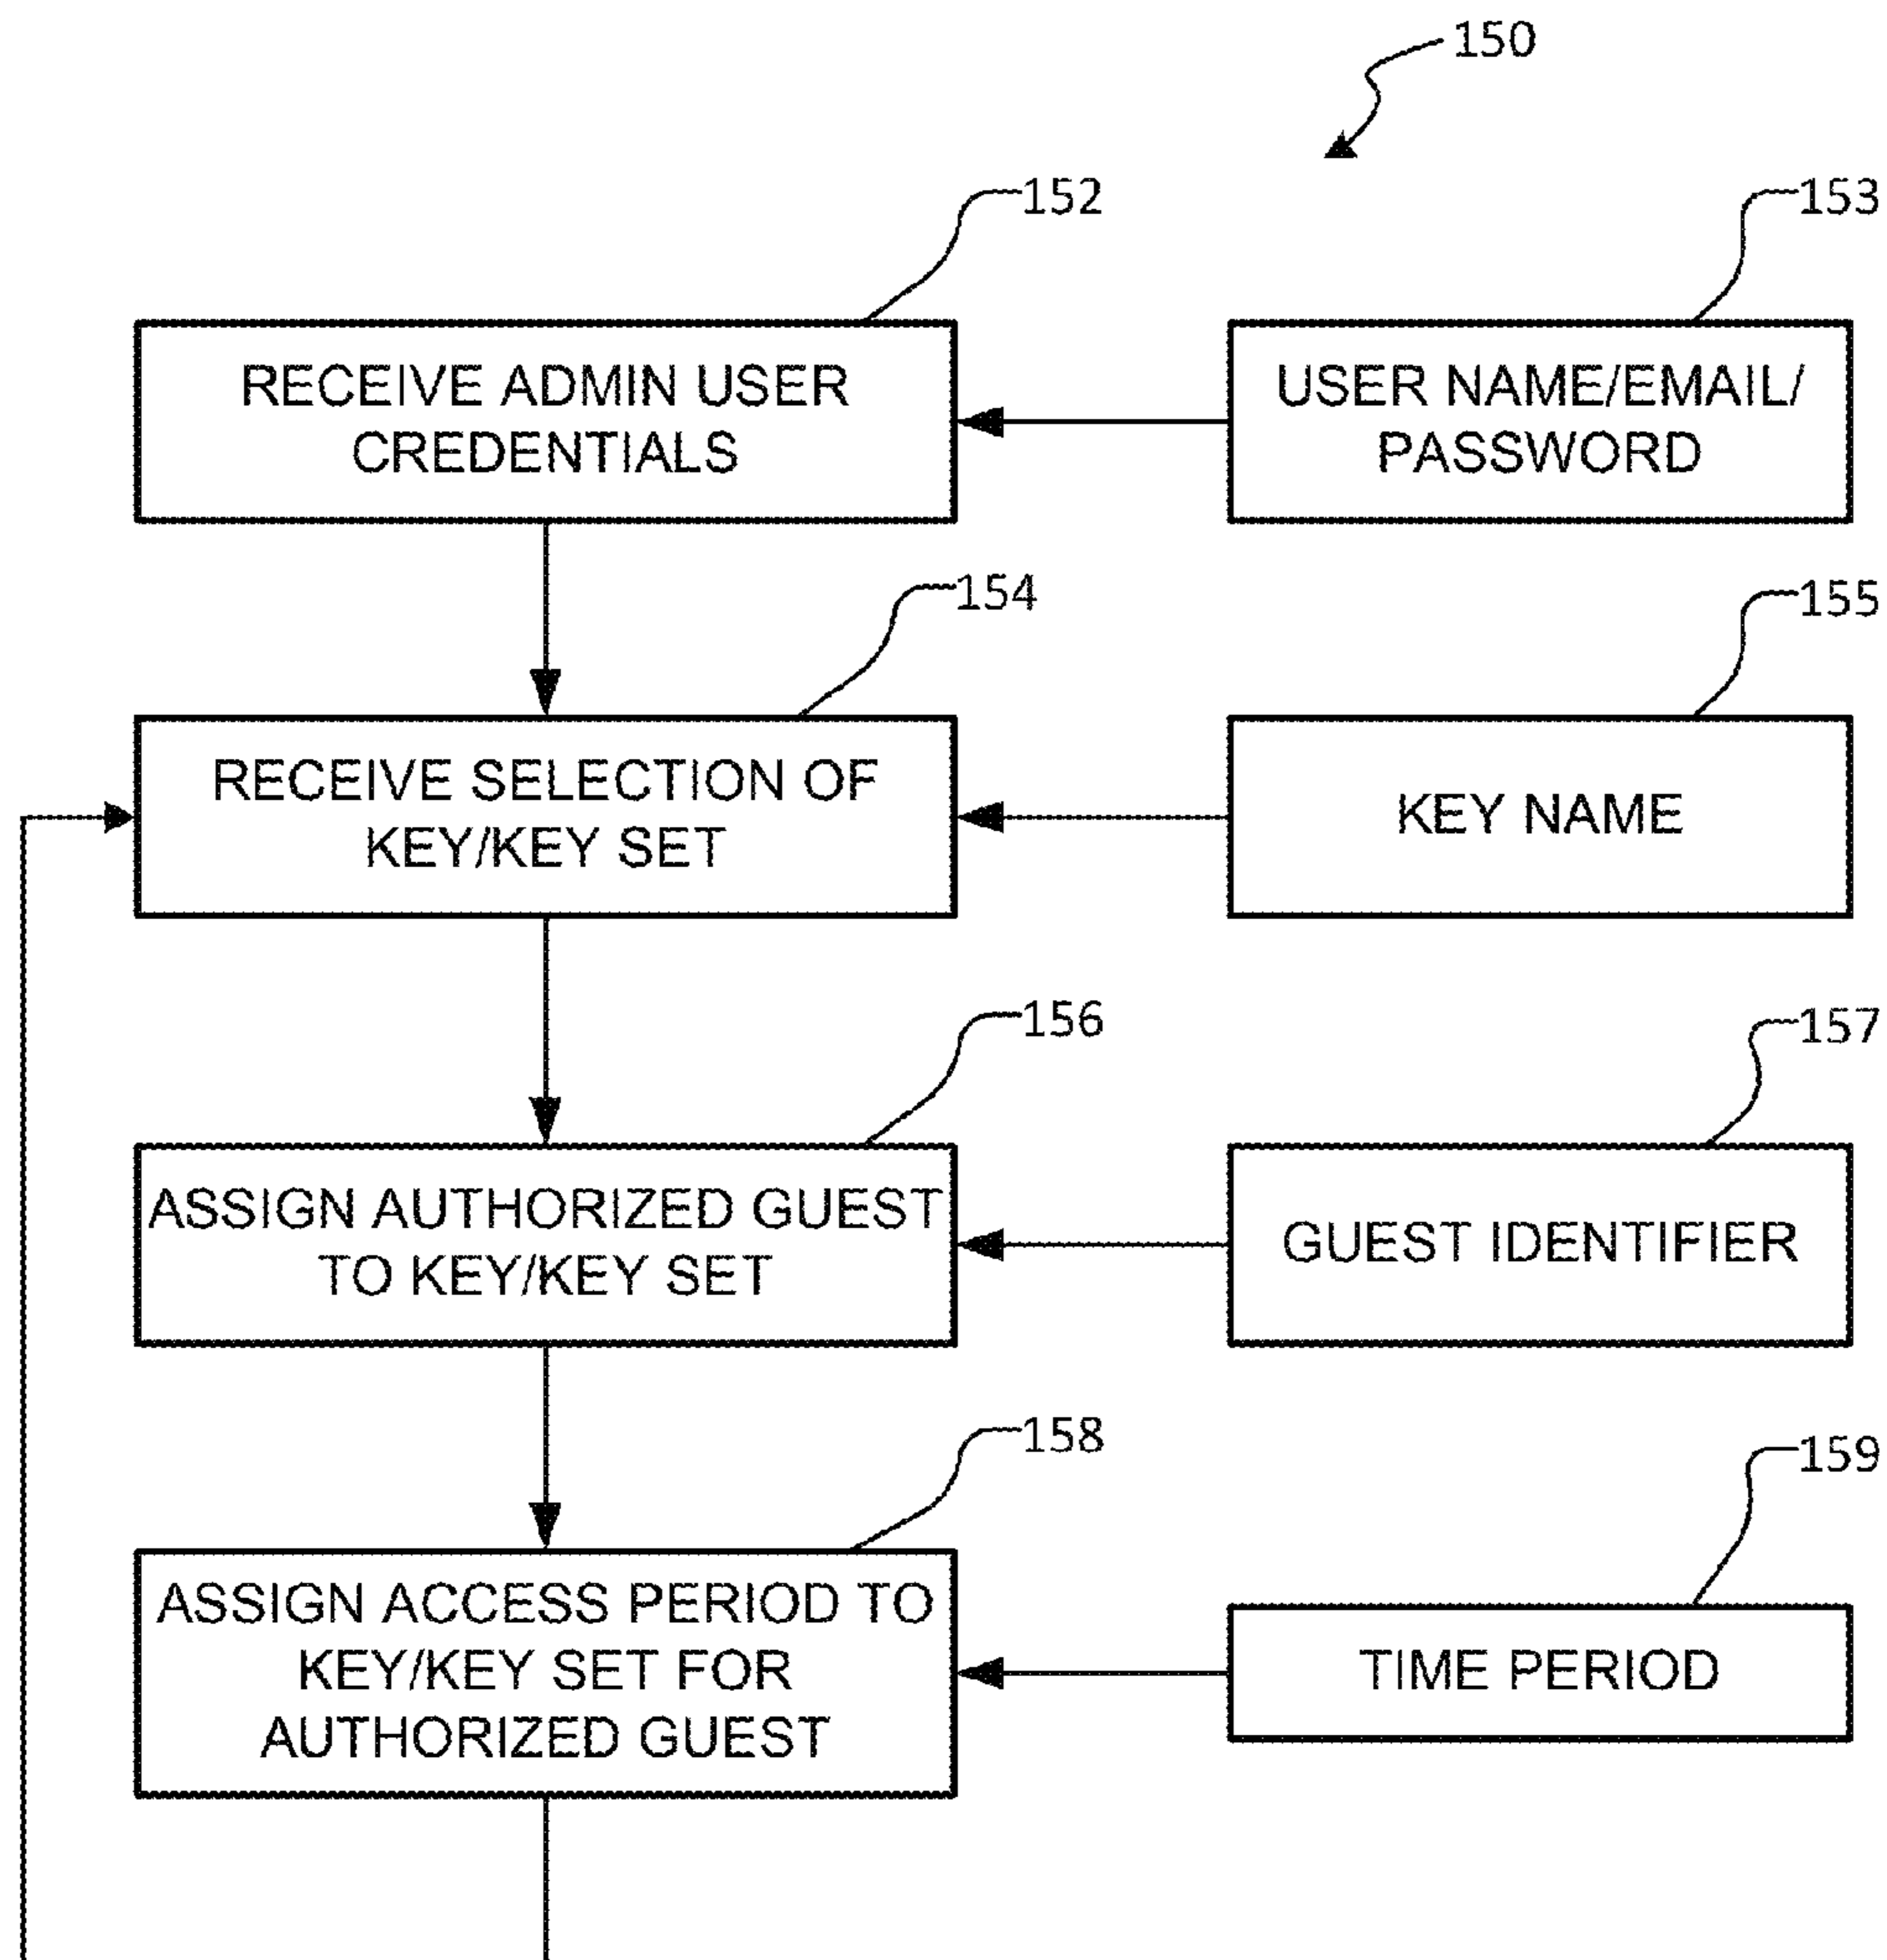 150
152
153
RECEIVE ADMIN USER
CREDENTIALS
USER NAME/EMAIL/
PASSWORD
154
155
RECEIVE SELECTION OF
KEY/KEY SET
KEY NAME
156
157
ASSIGN AUTHORIZED GUEST
TO KEY/KEY SET
GUEST IDENTIFIER
158
159
ASSIGN ACCESS PERIOD TO
KEY/KEY SET FOR
AUTHORIZED GUEST
TIME PERIOD